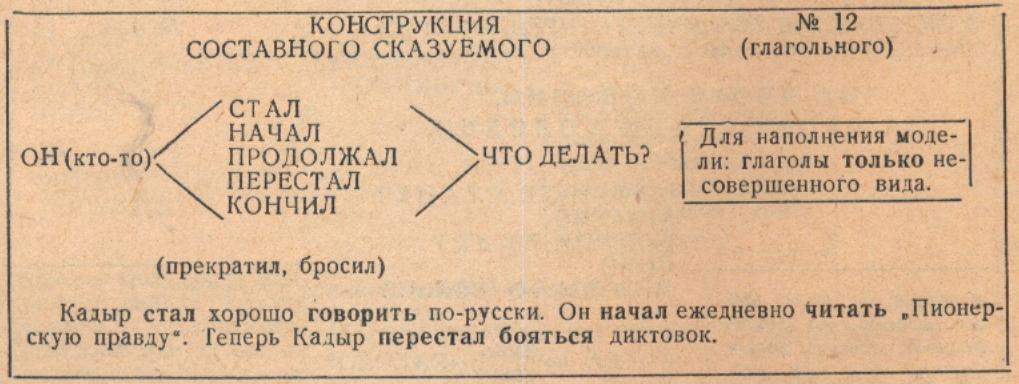 КОНСТРУКЦИЯ № 12
СОСТАВНОГО СКАЗУЕМОГО (глагольного)
СТАЛ
НАЧАЛ
ОН (кто-то) ПРОДОЛЖАЛ ЧТО ДЕЛАТЬ?
ПЕРЕСТАЛ
КОНЧИЛ
Для наполнения моде-
ли: глаголы только не-
совершенного вида.
(прекратил, бросил)
Кадыр стал хорошо говорить по-русски. Он начал ежедневно читать „Пионер-
скую правду“. Теперь Кадыр перестал бояться диктовок.